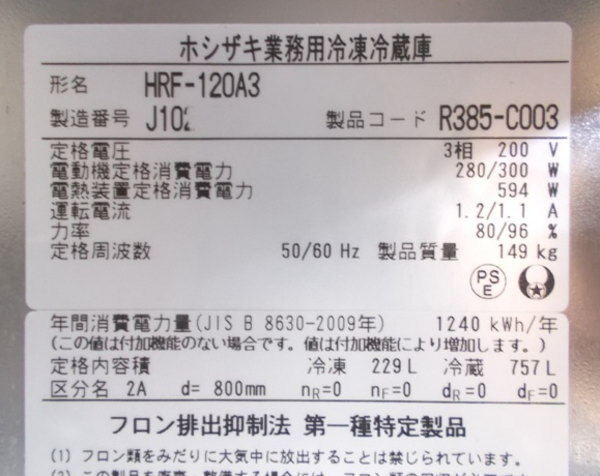 ホシザキ業務用冷凍冷蔵庫
形名 HRF-120A3
製造番号 J102 製品コード R385-C003
定格電圧 3相 200 V
電動機定格消費電力 280/300 W
電熱装置定格消費電力 594 W
運転電流 1.2/1.1 A
力率 80/96 %
定格周波数 50/60 Hz 製品質量 149 kg
PS E
年間消費電力量(JIS B 8630-2009年) 1240 kWh/年
(この値は付加機能のない場合です。値は付加機能により増加します。)
定格内容積 冷凍 229 L 冷蔵 757 L
区分名 2A d= 800mm nR=0 nF=0 dR=0 dF=0
フロン排出抑制法 第一種特定製品
(1) フロン類をみだりに大気中に放出することは禁じられています。